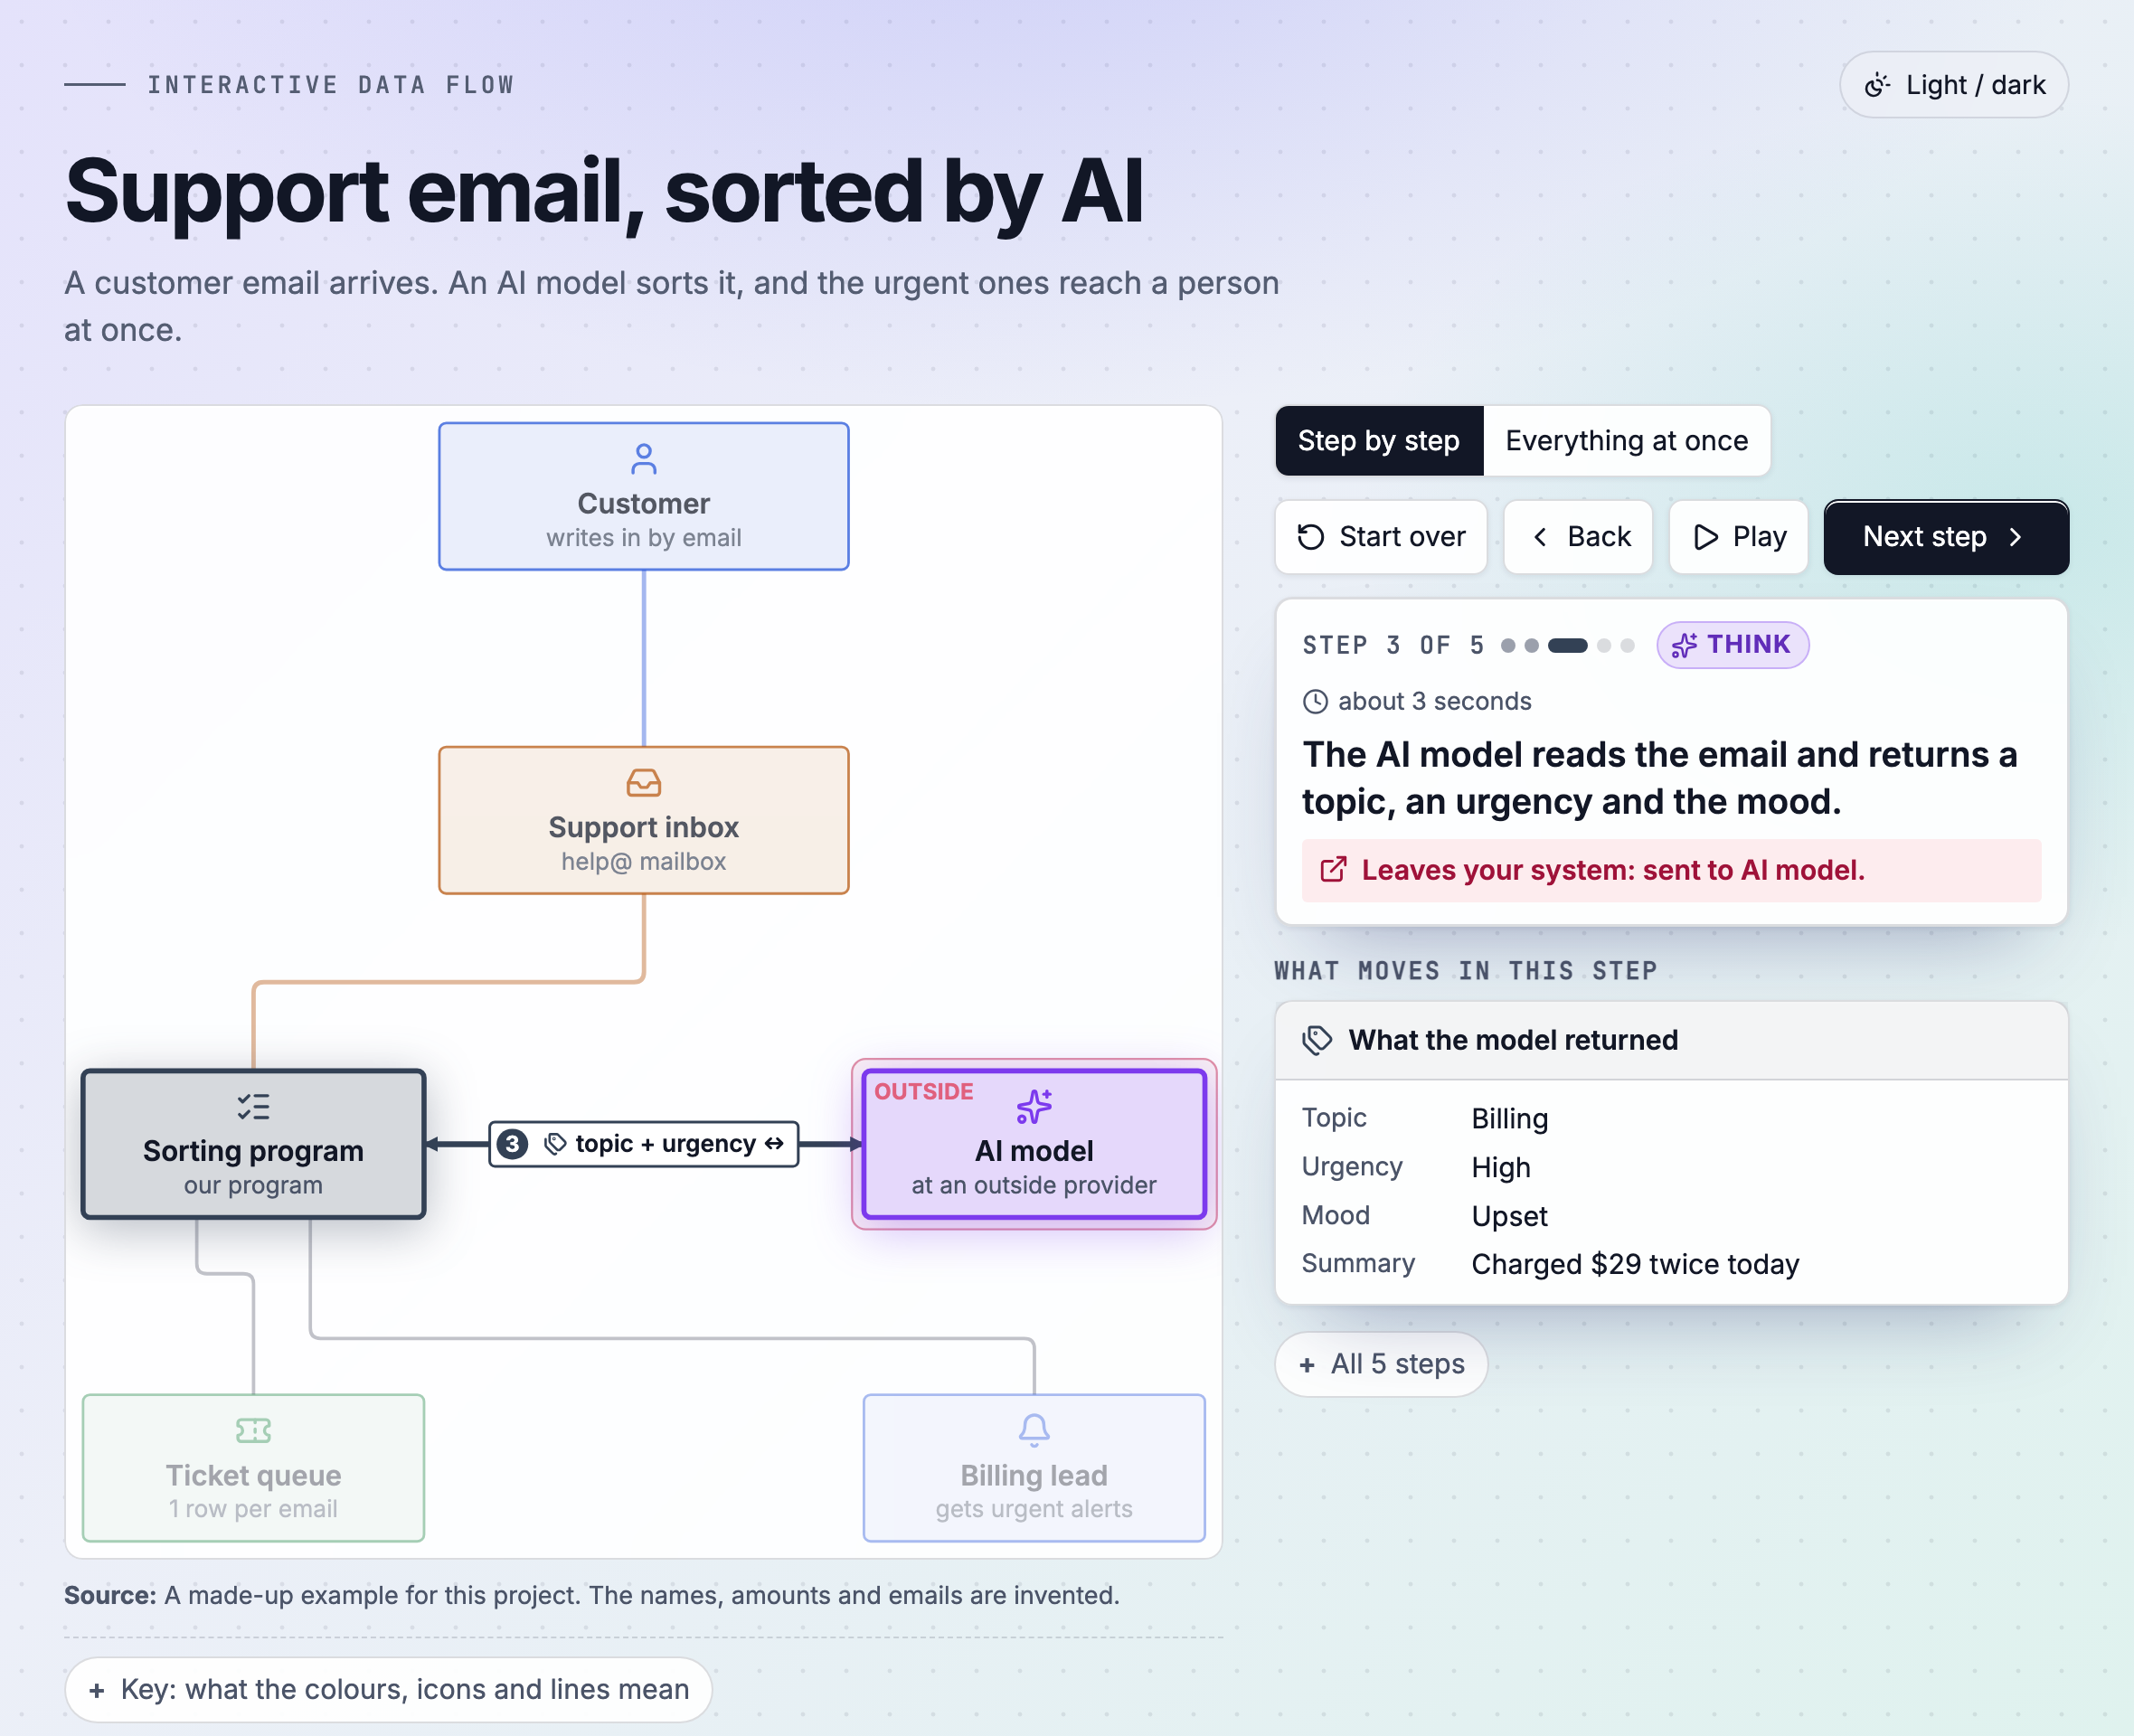 INTERACTIVE DATA FLOW
Light / dark
Support email, sorted by AI
A customer email arrives. An AI model sorts it, and the urgent ones reach a person
at once.
Customer
writes in by email
Support inbox
help@ mailbox
Sorting program
our program
3 topic + urgency ↔
OUTSIDE
AI model
at an outside provider
Ticket queue
1 row per email
Billing lead
gets urgent alerts
Source: A made-up example for this project. The names, amounts and emails are invented.
+ Key: what the colours, icons and lines mean
Step by step
Everything at once
Start over
Back
Play
Next step
STEP 3 OF 5
THINK
about 3 seconds
The AI model reads the email and returns a
topic, an urgency and the mood.
Leaves your system: sent to AI model.
WHAT MOVES IN THIS STEP
What the model returned
Topic Billing
Urgency High
Mood Upset
Summary Charged $29 twice today
+ All 5 steps